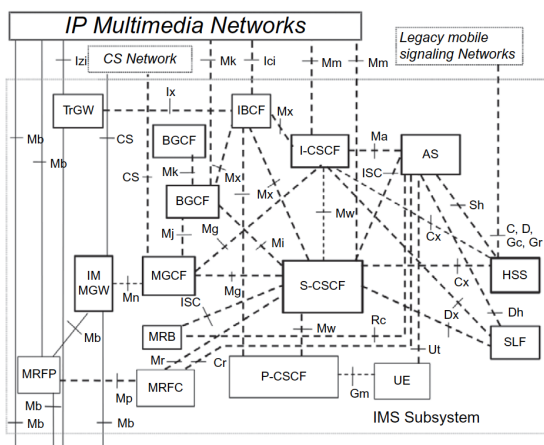 IP Multimedia Networks
Legacy mobile
signaling Networks
CS Network
Izi
Mk
Ici
Mm
Mm
TrGW
Ix
IBCF
Mx
Mb
Mb
CS
BGCF
I-CSCF
Ma
AS
Mk
ISC
CS
Mx
Mx
BGCF
Sh
Mw
C, D,
Gc, Gr
Mj
Mg
Mi
Cx
IM
MGW
Mn
MGCF
Mg
S-CSCF
Cx
HSS
ISC
Mb
MRB
Mw
Rc
Dx
Dh
SLF
Mr
Cr
Ut
MRFP
Mp
MRFC
P-CSCF
Gm
UE
Mb
Mb
Mb
IMS Subsystem